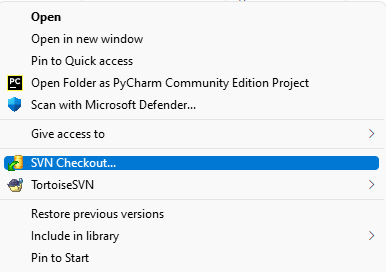 Open
Open in new window
Pin to Quick access
PC
Open Folder as PyCharm Community Edition Project
Scan with Microsoft Defender...
Give access to
SVN Checkout...
TortoiseSVN
Restore previous versions
Include in library
Pin to Start